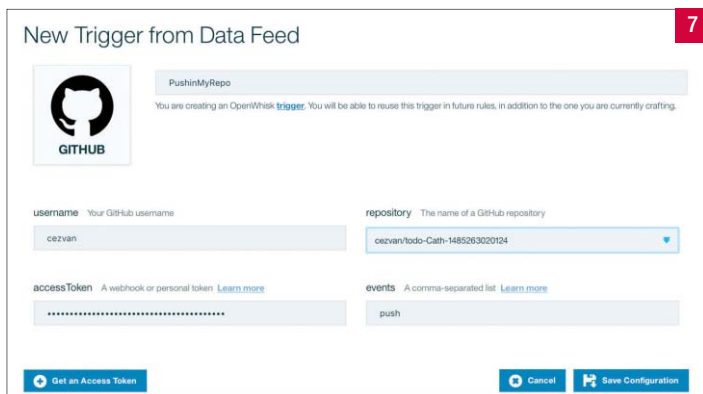 New Trigger from Data Feed
7
PushinMyRepo
You are creating an OpenWhisk trigger. You will be able to reuse this trigger in future rules, in addition to the one you are currently crafting.
GITHUB
username Your GitHub username
repository The name of a GitHub repository
cezvan
cezvan/todo-Cath-1485263020124
accessToken A webhook or personal token Learn more
events A comma-separated list Learn more
••••••••••••••••••••••••••••••••••••••••
push
Get an Access Token
Cancel
Save Configuration